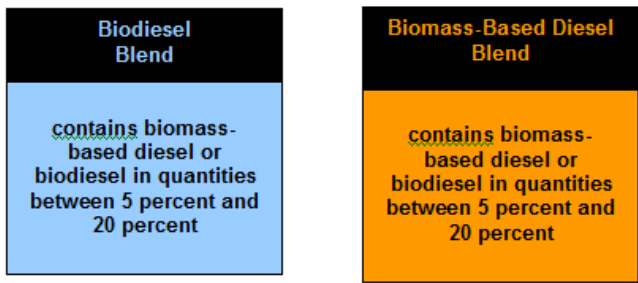 Biodiesel
Blend
contains biomass-
based diesel or
biodiesel in quantities
between 5 percent and
20 percent
Biomass-Based Diesel
Blend
contains biomass-
based diesel or
biodiesel in quantities
between 5 percent and
20 percent